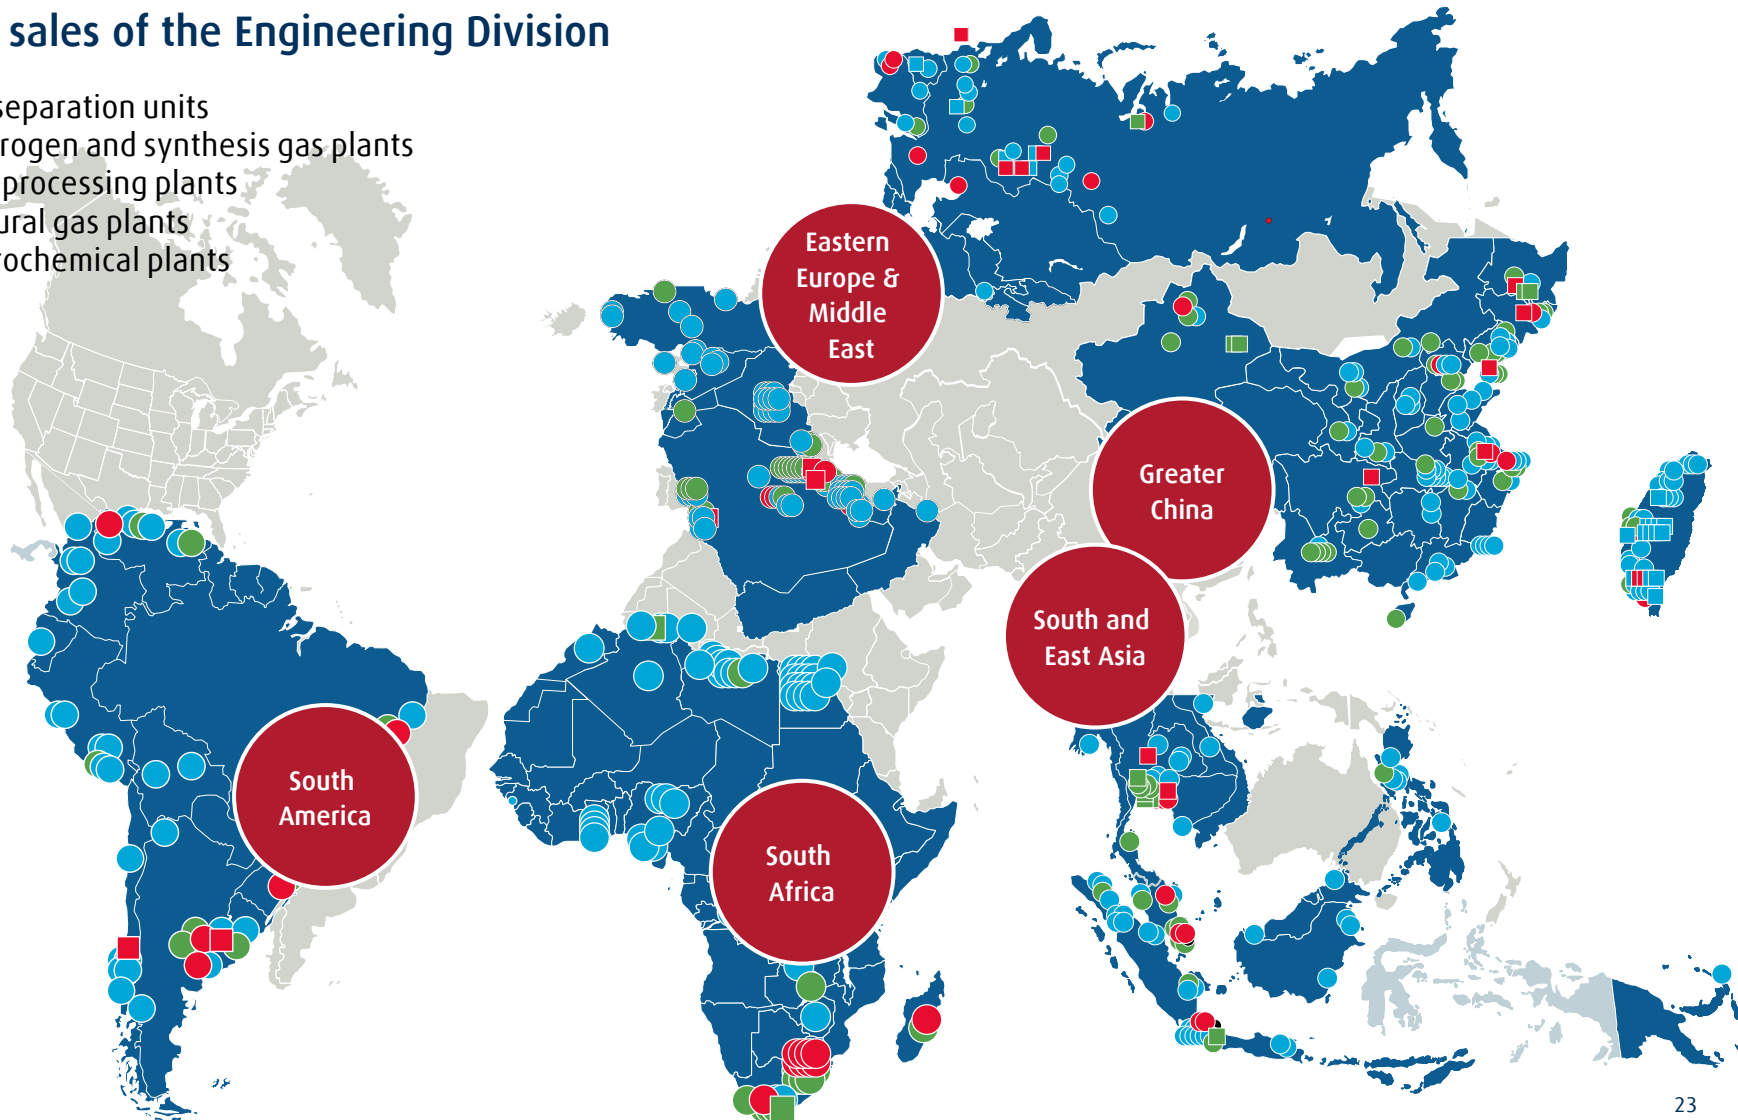 sales of the Engineering Division
separation units
rogen and synthesis gas plants
processing plants
ural gas plants
rochemical plants
Eastern
Europe &
Middle
East
Greater
China
South and
East Asia
South
America
South
Africa
23